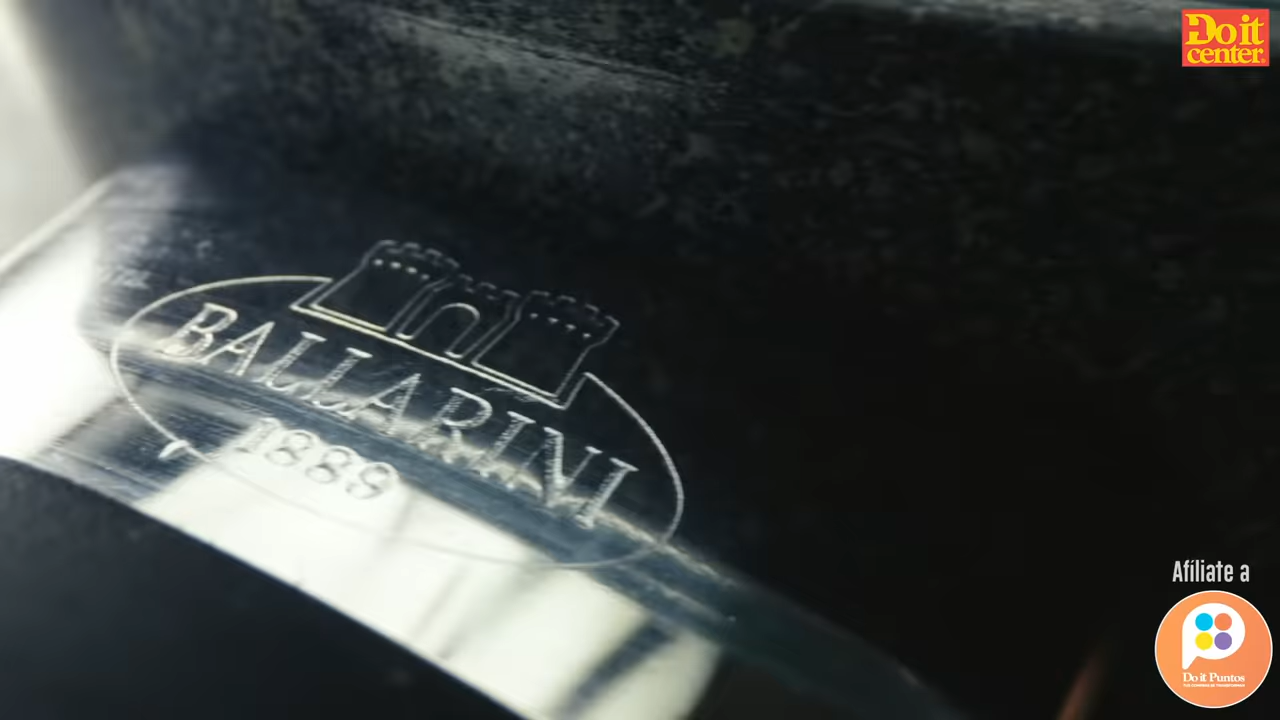 Do it
center
BALLARINI
1889
Afíliate a
Do it Puntos